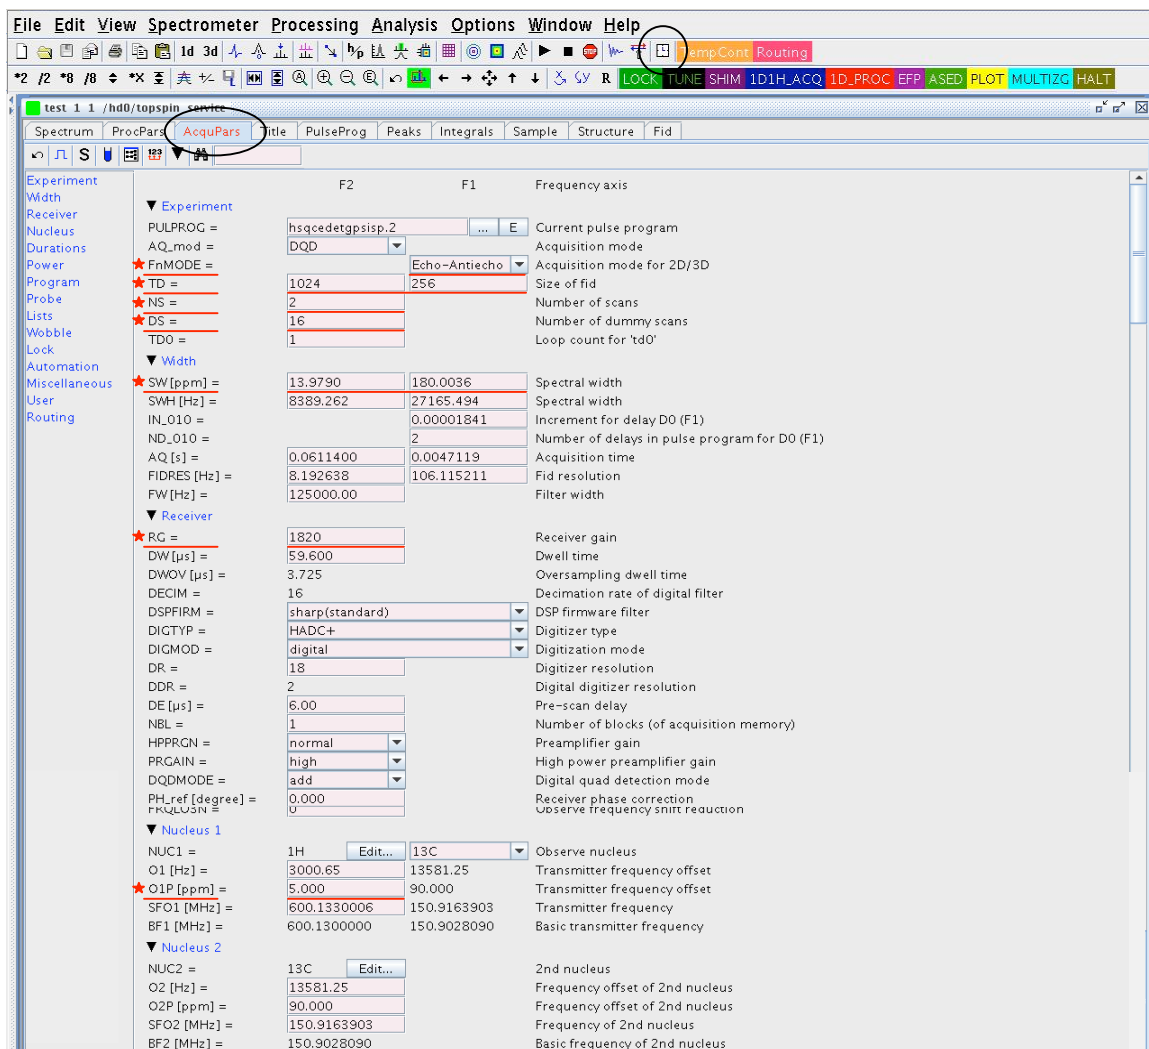 File Edit View Spectrometer Processing Analysis Options Window Help
1d 3d TempCont Routing
*2 /2 *8 /8 *X R LOCK TUNE SHIM 1D1H_ACQ 1D_PROC EFP ASED PLOT MULTIZG HALT
test 1 1 /hd0/topspin_service
Spectrum ProcPars AcquPars Title PulseProg Peaks Integrals Sample Structure Fid
S 123
Experiment
Width
Receiver
Nucleus
Durations
Power
Program
Probe
Lists
Wobble
Lock
Automation
Miscellaneous
User
Routing
F2 F1 Frequency axis
▼ Experiment
PULPROG = hsqcedetgpsisp.2 ... E Current pulse program
AQ_mod = DQD Acquisition mode
FnMODE = Echo-Antiecho Acquisition mode for 2D/3D
TD = 1024 256 Size of fid
NS = 2 Number of scans
DS = 16 Number of dummy scans
TD0 = 1 Loop count for 'td0'
▼ Width
SW [ppm] = 13.9790 180.0036 Spectral width
SWH [Hz] = 8389.262 27165.494 Spectral width
IN_010 = 0.00001841 Increment for delay D0 (F1)
ND_010 = 2 Number of delays in pulse program for D0 (F1)
AQ [s] = 0.0611400 0.0047119 Acquisition time
FIDRES [Hz] = 8.192638 106.115211 Fid resolution
FW [Hz] = 125000.00 Filter width
▼ Receiver
RG = 1820 Receiver gain
DW [µs] = 59.600 Dwell time
DWOV [µs] = 3.725 Oversampling dwell time
DECIM = 16 Decimation rate of digital filter
DSPFIRM = sharp(standard) DSP firmware filter
DIGTYP = HADC+ Digitizer type
DIGMOD = digital Digitization mode
DR = 18 Digitizer resolution
DDR = 2 Digital digitizer resolution
DE [µs] = 6.00 Pre-scan delay
NBL = 1 Number of blocks (of acquisition memory)
HPPRGN = normal Preamplifier gain
PRGAIN = high High power preamplifier gain
DQDMODE = add Digital quad detection mode
PH_ref [degree] = 0.000 Receiver phase correction
FRQLO3N = 0 Observe frequency shift reduction
▼ Nucleus 1
NUC1 = 1H Edit... 13C Observe nucleus
O1 [Hz] = 3000.65 13581.25 Transmitter frequency offset
O1P [ppm] = 5.000 90.000 Transmitter frequency offset
SFO1 [MHz] = 600.1330006 150.9163903 Transmitter frequency
BF1 [MHz] = 600.1300000 150.9028090 Basic transmitter frequency
▼ Nucleus 2
NUC2 = 13C Edit... 2nd nucleus
O2 [Hz] = 13581.25 Frequency offset of 2nd nucleus
O2P [ppm] = 90.000 Frequency offset of 2nd nucleus
SFO2 [MHz] = 150.9163903 Frequency of 2nd nucleus
BF2 [MHz] = 150.9028090 Basic frequency of 2nd nucleus